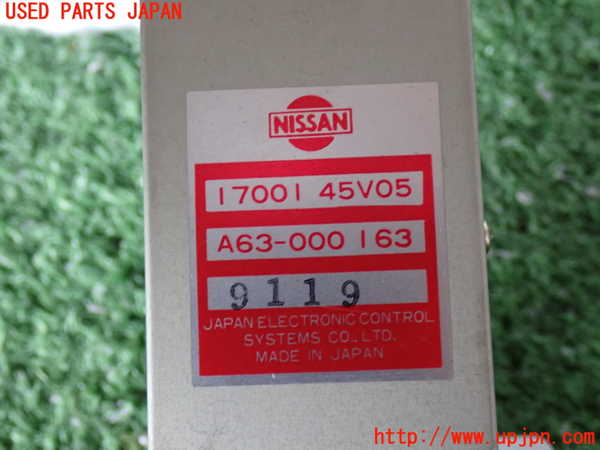 USED PARTS JAPAN
NISSAN
17001 45V05
A63-000 163
9119
JAPAN ELECTRONIC CONTROL
SYSTEMS CO., LTD.
MADE IN JAPAN
http://www.upjpn.com/